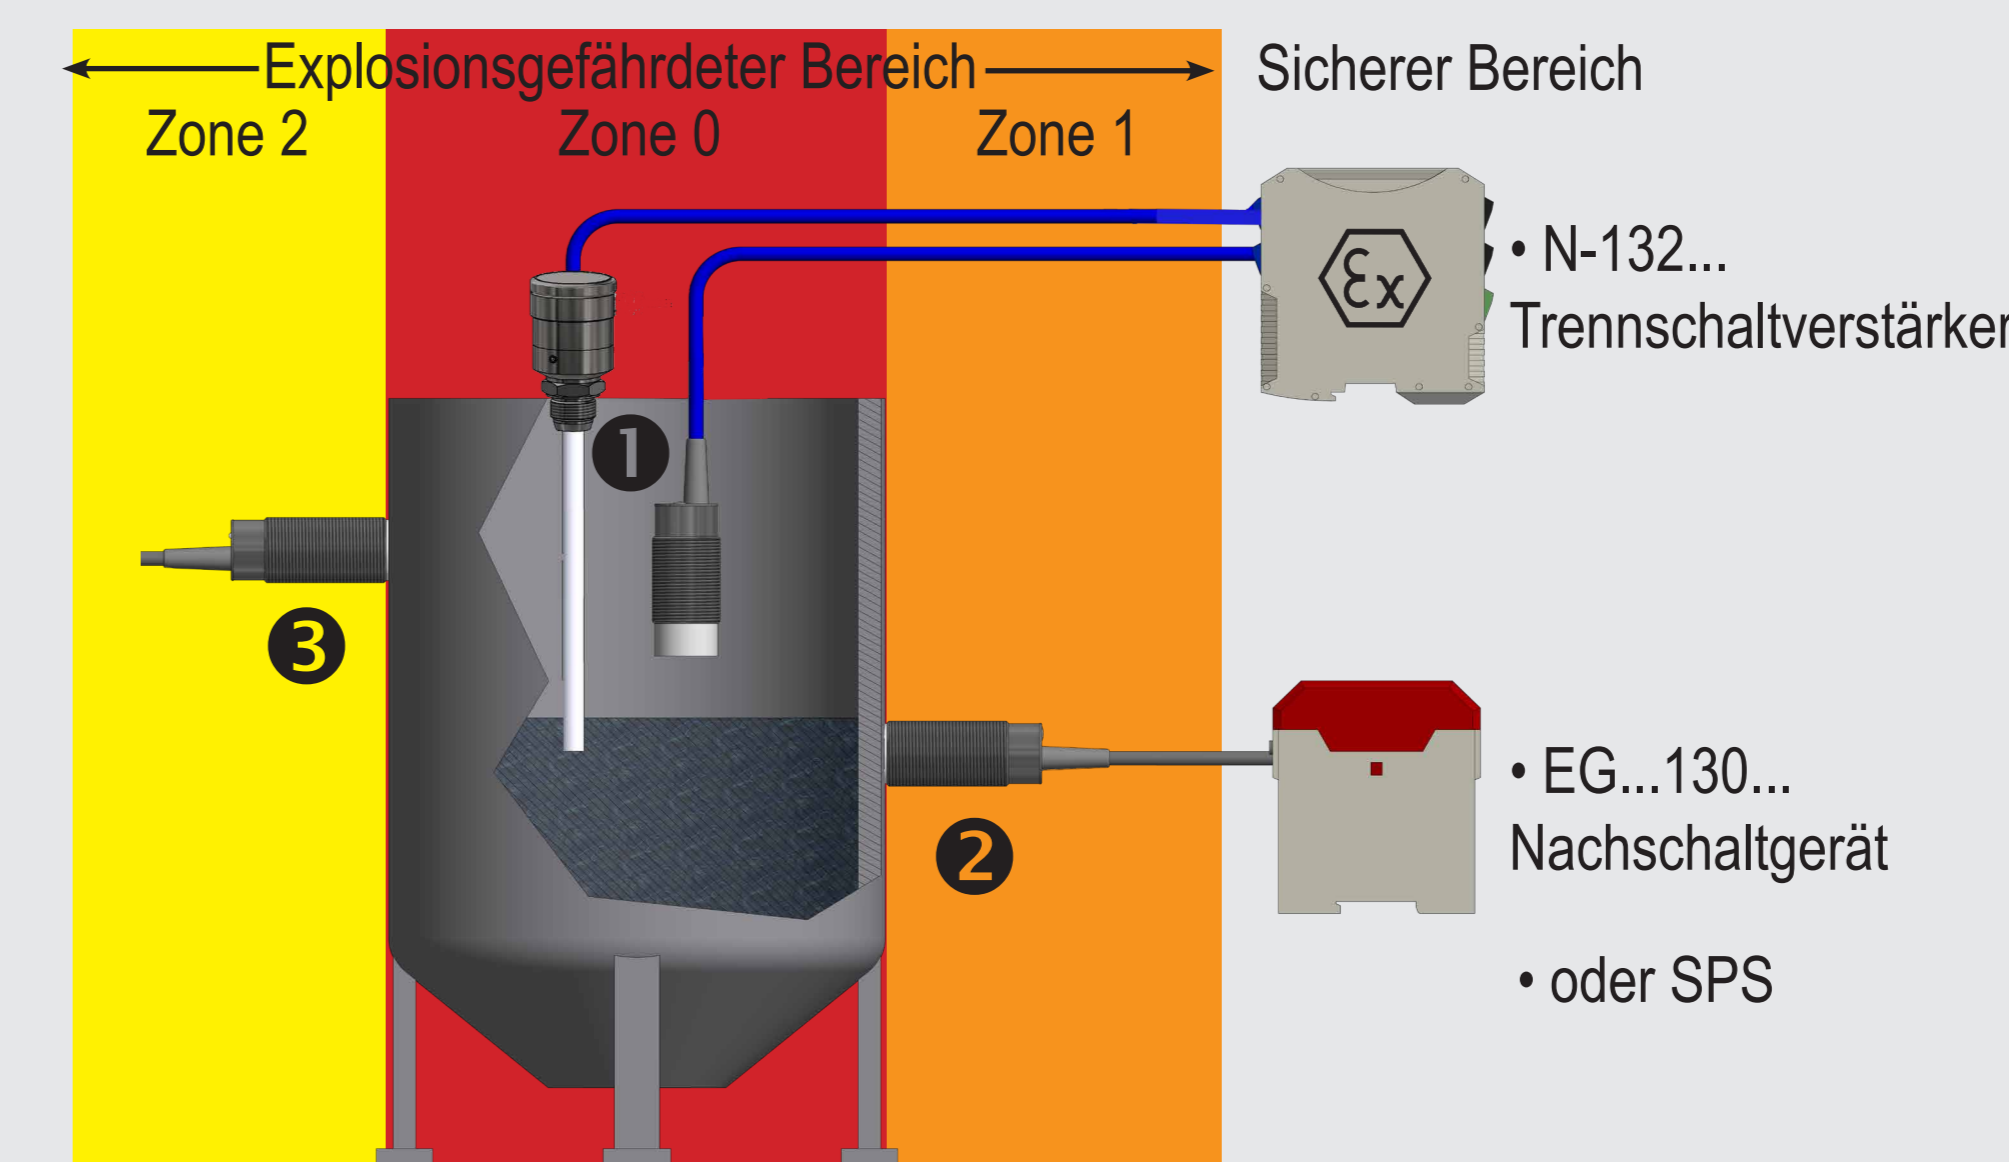 Explosionsgefährdeter Bereich
Sicherer Bereich
Zone 2
Zone 0
Zone 1
Ex
• N-132...
Trennschaltverstärker
1
3
2
• EG...130...
Nachschaltgerät
• oder SPS